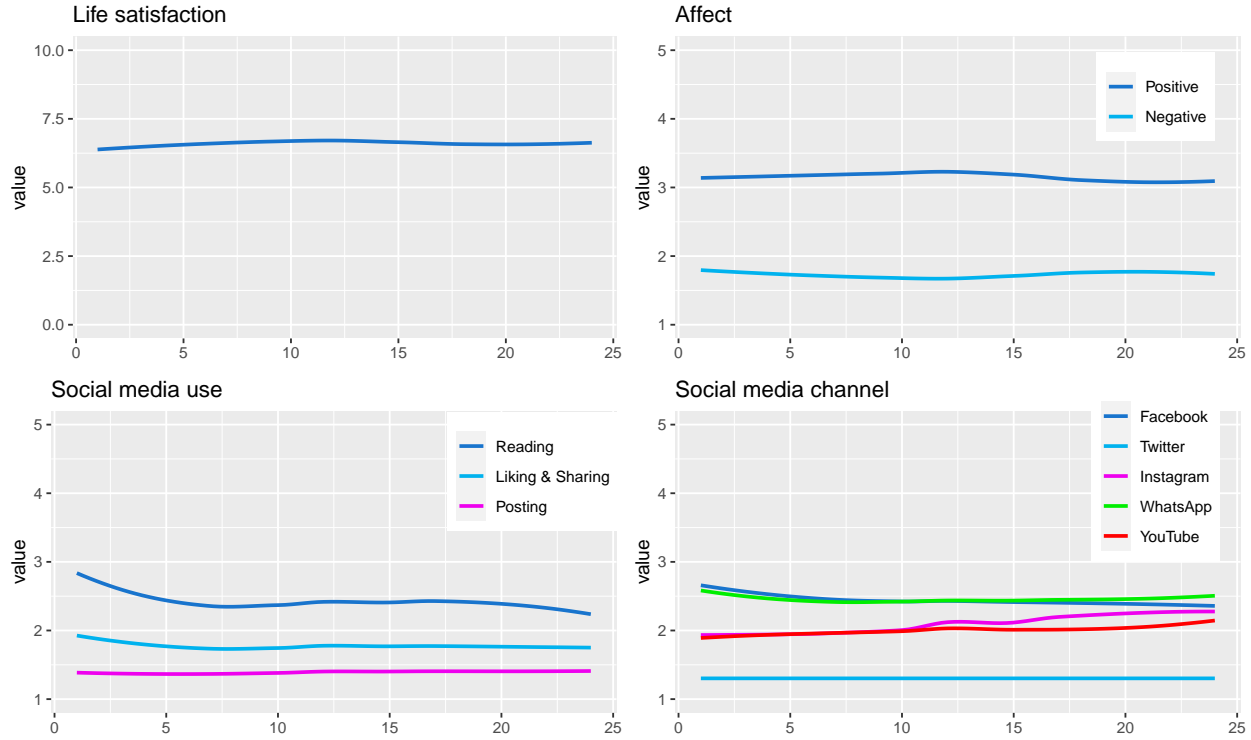 Life satisfaction
10.0
7.5
5.0
2.5
0.0
value
0 5 10 15 20 25
Affect
5
4
3
2
1
value
Positive
Negative
0 5 10 15 20 25
Social media use
5
4
3
2
1
value
Reading
Liking & Sharing
Posting
0 5 10 15 20 25
Social media channel
5
4
3
2
1
value
Facebook
Twitter
Instagram
WhatsApp
YouTube
0 5 10 15 20 25